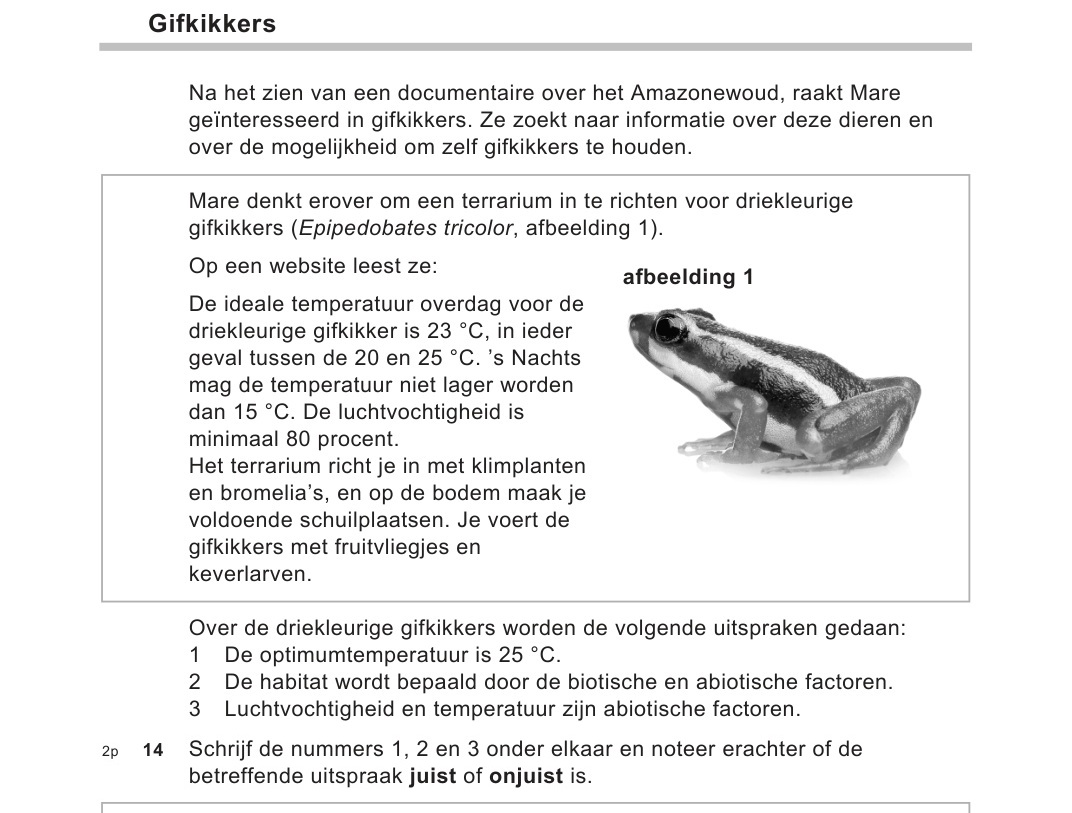 Gifkikkers
Na het zien van een documentaire over het Amazonewoud, raakt Mare
geïnteresseerd in gifkikkers. Ze zoekt naar informatie over deze dieren en
over de mogelijkheid om zelf gifkikkers te houden.
Mare denkt erover om een terrarium in te richten voor driekleurige
gifkikkers (Epipedobates tricolor, afbeelding 1).
Op een website leest ze:
De ideale temperatuur overdag voor de
driekleurige gifkikker is 23 °C, in ieder
geval tussen de 20 en 25 °C. ’s Nachts
mag de temperatuur niet lager worden
dan 15 °C. De luchtvochtigheid is
minimaal 80 procent.
Het terrarium richt je in met klimplanten
en bromelia’s, en op de bodem maak je
voldoende schuilplaatsen. Je voert de
gifkikkers met fruitvliegjes en
keverlarven.
afbeelding 1
Over de driekleurige gifkikkers worden de volgende uitspraken gedaan:
1 De optimumtemperatuur is 25 °C.
2 De habitat wordt bepaald door de biotische en abiotische factoren.
3 Luchtvochtigheid en temperatuur zijn abiotische factoren.
2p 14 Schrijf de nummers 1, 2 en 3 onder elkaar en noteer erachter of de
betreffende uitspraak juist of onjuist is.